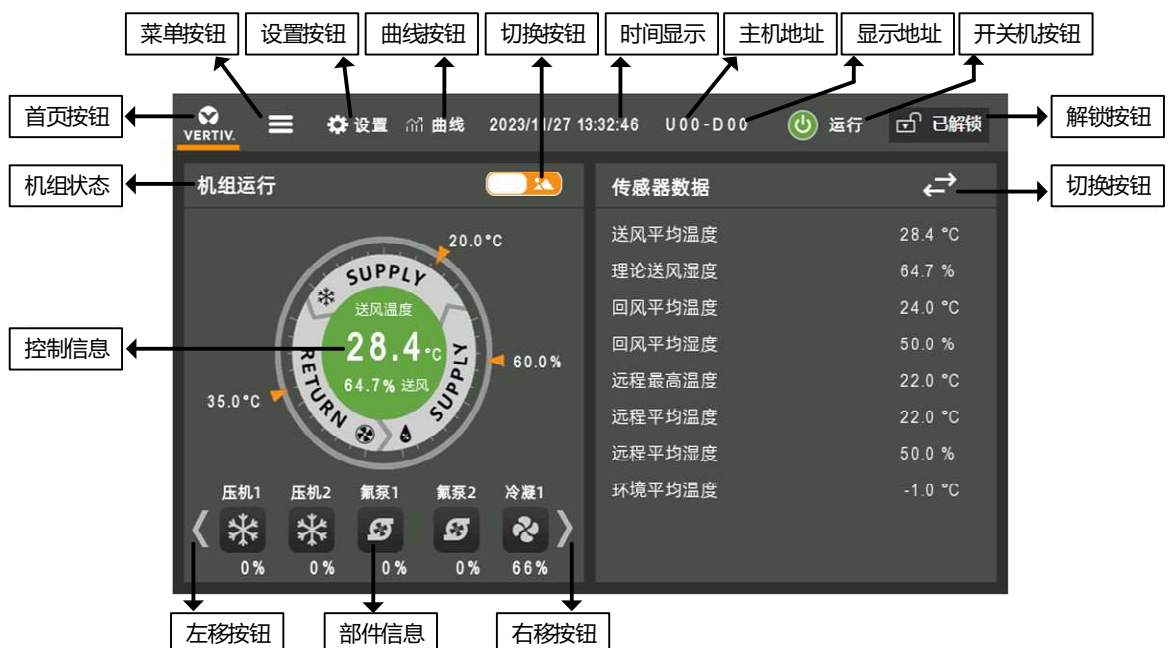 菜单按钮 设置按钮 曲线按钮 切换按钮 时间显示 主机地址 显示地址 开关机按钮
首页按钮
VERTIV.
设置 曲线 2023/11/27 13:32:46 U00-D00 运行 已解锁
解锁按钮
机组状态
机组运行
传感器数据
切换按钮
20.0°C
SUPPLY
送风温度
28.4°C
64.7% 送风
SUPPLY
RETURN
60.0%
35.0°C
控制信息
送风平均温度 28.4 °C
理论送风湿度 64.7 %
回风平均温度 24.0 °C
回风平均湿度 50.0 %
远程最高温度 22.0 °C
远程平均温度 22.0 °C
远程平均湿度 50.0 %
环境平均温度 -1.0 °C
压机1 压机2 氟泵1 氟泵2 冷凝1
0% 0% 0% 0% 66%
左移按钮 部件信息 右移按钮